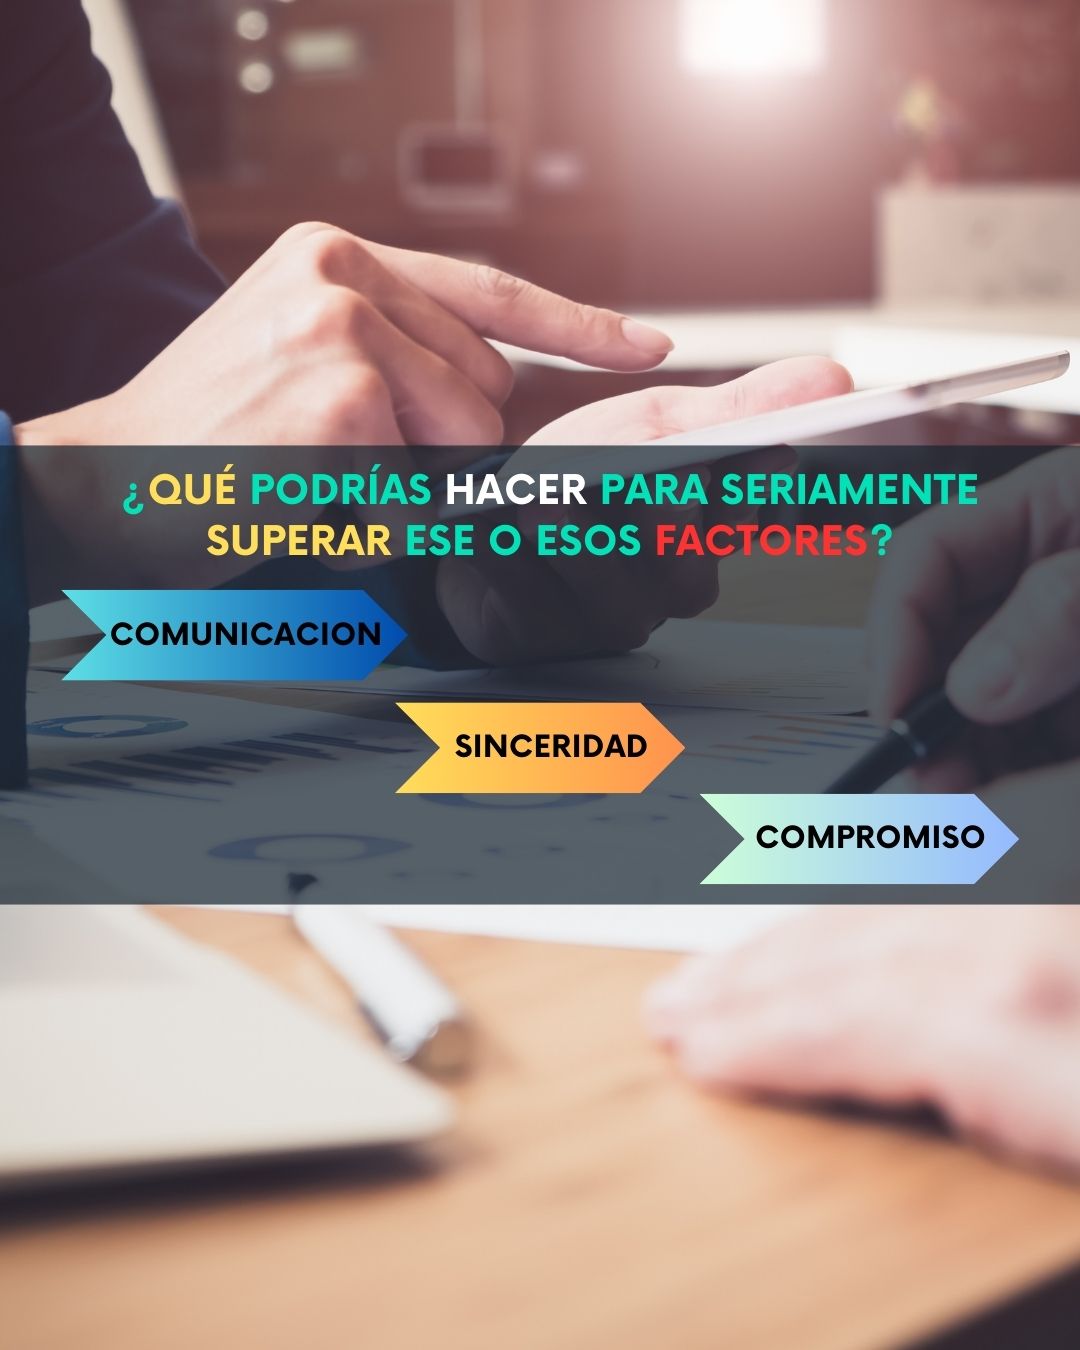 ¿QUÉ PODRÍAS HACER PARA SERIAMENTE
SUPERAR ESE O ESOS FACTORES?
COMUNICACION
SINCERIDAD
COMPROMISO